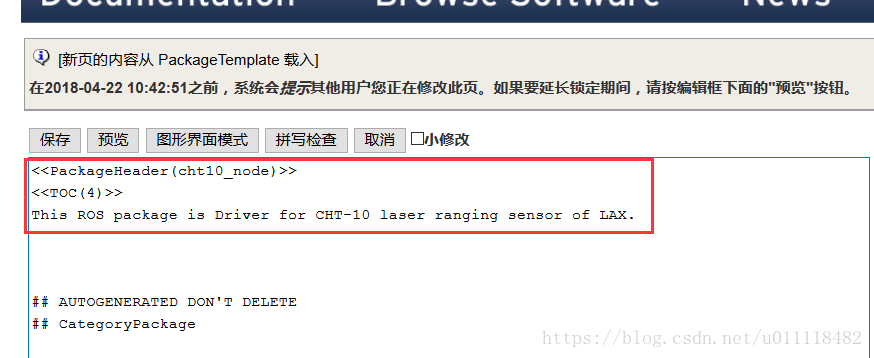 Documentation Browse Software News
[新页的内容从 PackageTemplate 载入]
在2018-04-22 10:42:51之前，系统会提示其他用户您正在修改此页。如果要延长锁定期间，请按编辑框下面的"预览"按钮。
保存 预览 图形界面模式 拼写检查 取消 小修改
<<PackageHeader(cht10_node)>>
<<TOC(4)>>
This ROS package is Driver for CHT-10 laser ranging sensor of LAX.
## AUTOGENERATED DON'T DELETE
## CategoryPackage
https://blog.csdn.net/u011118482